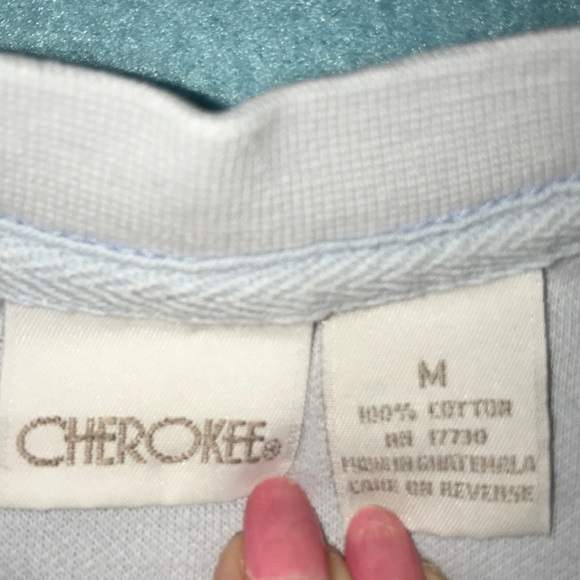 CHEROKEE®
M
100% COTTON
RN 17730
MADE IN GUATEMALA
CARE ON REVERSE